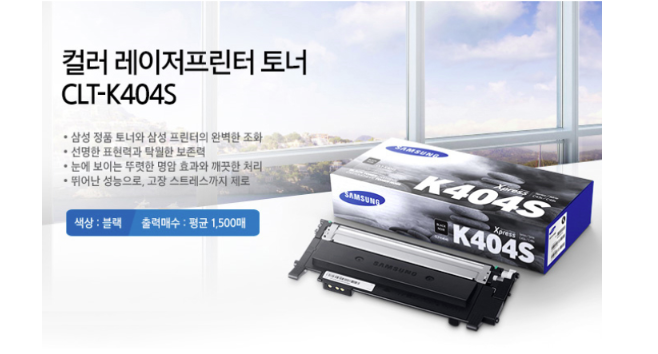 컬러 레이저프린터 토너
CLT-K404S
• 삼성 정품 토너와 삼성 프린터의 완벽한 조화
• 선명한 표현력과 탁월한 보존력
• 눈에 보이는 뚜렷한 명암 효과와 깨끗한 처리
• 뛰어난 성능으로, 고장 스트레스까지 제로
색상 : 블랙 출력매수 : 평균 1,500매
SAMSUNG
K404S
SAMSUNG
Xpress
K404S
SAMSUNG